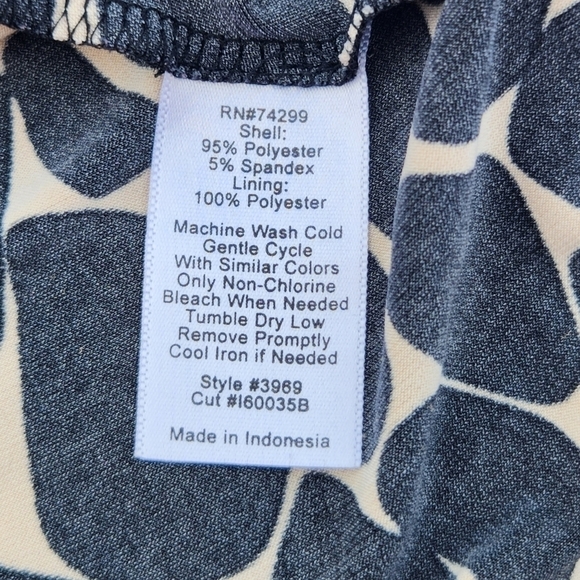 RN#74299
Shell:
95% Polyester
5% Spandex
Lining:
100% Polyester
Machine Wash Cold
Gentle Cycle
With Similar Colors
Only Non-Chlorine
Bleach When Needed
Tumble Dry Low
Remove Promptly
Cool Iron if Needed
Style #3969
Cut #I60035B
Made in Indonesia